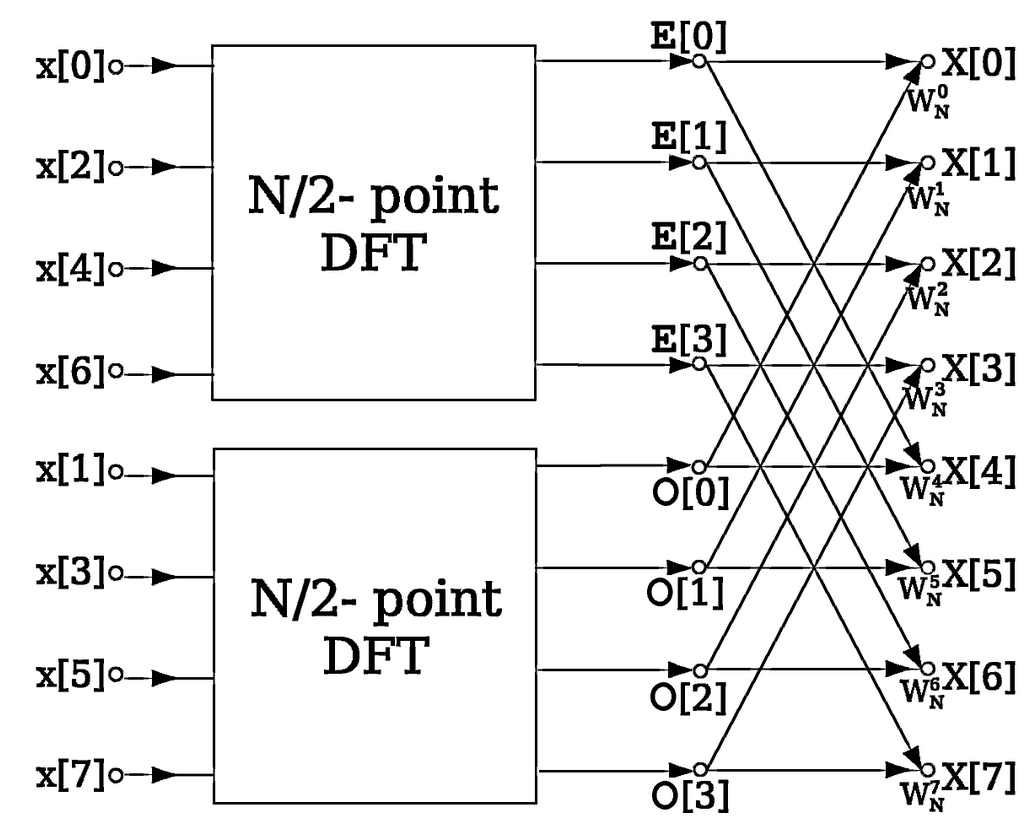 x[0]
x[2]
x[4]
x[6]
N/2- point
DFT
E[0]
E[1]
E[2]
E[3]
X[0]
W_N^0
X[1]
W_N^1
X[2]
W_N^2
X[3]
W_N^3
x[1]
x[3]
x[5]
x[7]
N/2- point
DFT
O[0]
O[1]
O[2]
O[3]
W_N^4 X[4]
W_N^5 X[5]
W_N^6 X[6]
W_N^7 X[7]